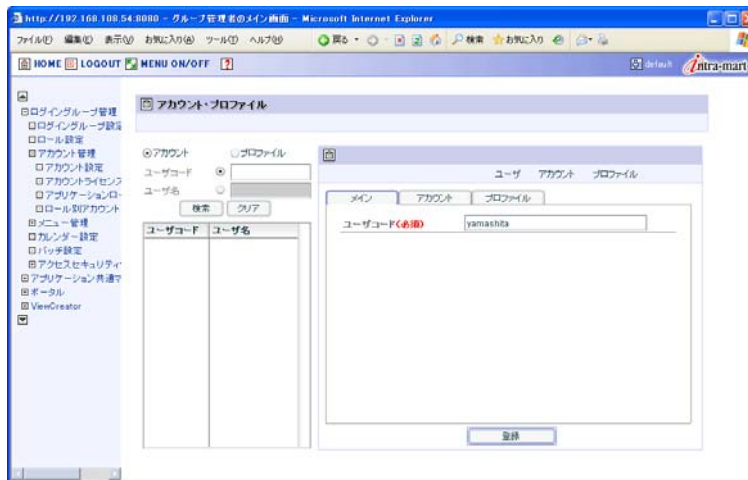 http://192.168.108.54:8080 - グループ管理者のメイン画面 - Microsoft Internet Explorer
ファイル(F) 編集(E) 表示(V) お気に入り(A) ツール(T) ヘルプ(H)
戻る 検索 お気に入り
HOME LOGOUT MENU ON/OFF ?
default intra-mart
ログイングループ管理
ログイングループ設定
ロール設定
アカウント管理
アカウント設定
アカウントライセンス
アプリケーションロー
ロール別アカウント
メニュー管理
カレンダー設定
バッチ設定
アクセスセキュリティ
アプリケーション共通マ
ポータル
ViewCreator
アカウント・プロファイル
アカウント プロファイル
ユーザコード
ユーザ名
検索 クリア
ユーザコード ユーザ名
ユーザ アカウント プロファイル
メイン アカウント プロファイル
ユーザコード(必須) yamashita
登録